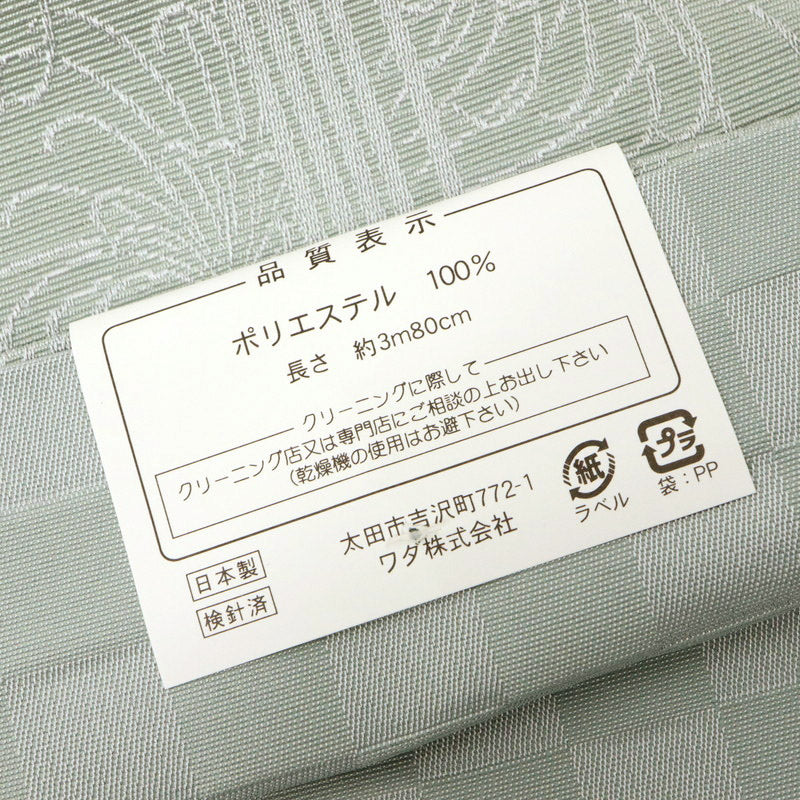 品質表示
ポリエステル 100%
長さ 約3m80cm
クリーニングに際して
クリーニング店又は専門店にご相談の上お出し下さい
(乾燥機の使用はお避下さい)
太田市吉沢町772-1
ワダ株式会社
日本製
検針済
紙
ラベル
プラ
袋:PP